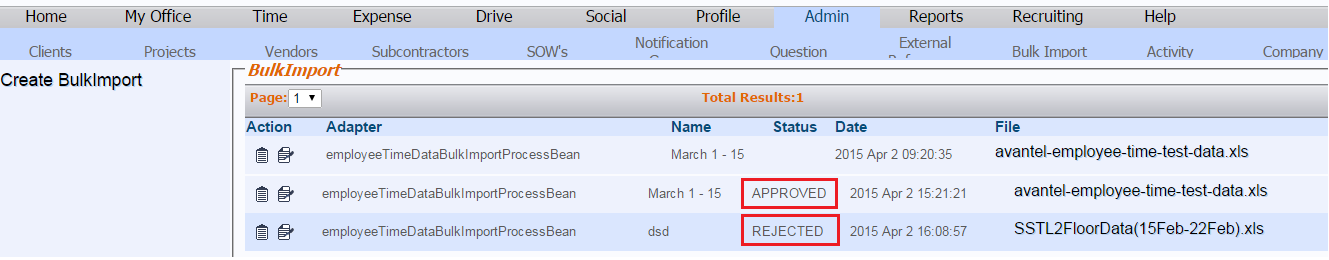 Home My Office Time Expense Drive Social Profile Admin Reports Recruiting Help
Clients Projects Vendors Subcontractors SOW's Notification Question External Bulk Import Activity Company
Create BulkImport
BulkImport
Page: 1 Total Results:1
Action Adapter Name Status Date File
employeeTimeDataBulkImportProcessBean March 1 - 15 2015 Apr 2 09:20:35 avantel-employee-time-test-data.xls
employeeTimeDataBulkImportProcessBean March 1 - 15 APPROVED 2015 Apr 2 15:21:21 avantel-employee-time-test-data.xls
employeeTimeDataBulkImportProcessBean dsd REJECTED 2015 Apr 2 16:08:57 SSTL2FloorData(15Feb-22Feb).xls